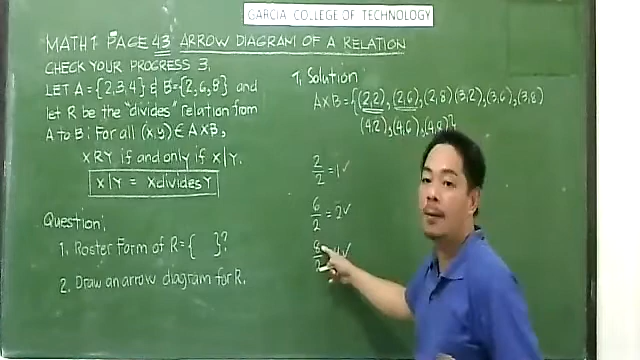 GARCIA COLLEGE OF TECHNOLOGY
MATH 1 PAGE 43 ARROW DIAGRAM OF A RELATION
CHECK YOUR PROGRESS 3.
LET A = {2,3,4} & B = {2,6,8} and
let R be the "divides" relation from
A to B: For all (x,y) ∈ A×B,
x R Y if and only if x|Y.
x|Y = x divides Y
Question:
1. Roster Form of R = { }?
2. Draw an arrow diagram for R.
1. Solution:
A×B = {(2,2),(2,6),(2,8)(3,2),(3,6),(3,8)
(4,2),(4,6),(4,8)}
2/2 = 1 ✓
6/2 = 2 ✓
8/2 = 4 ✓